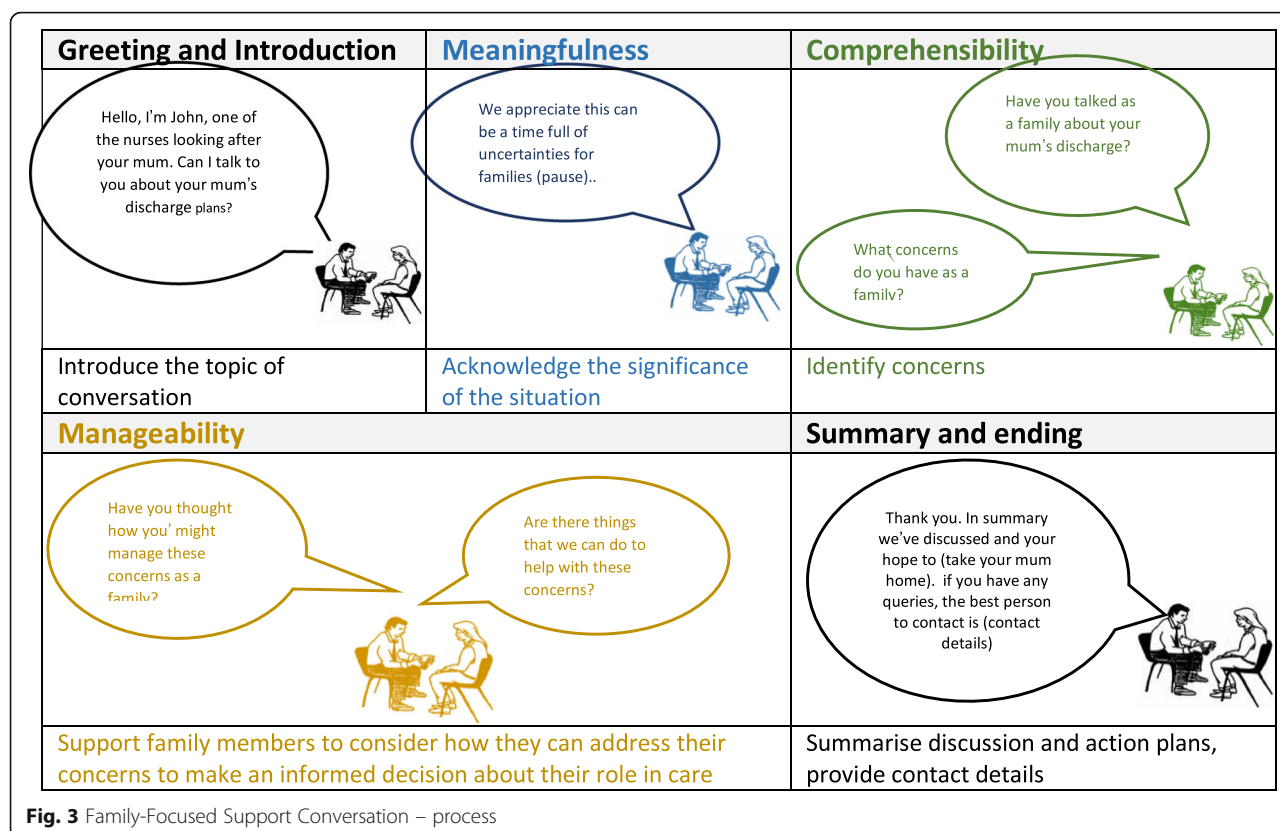 Greeting and Introduction
Meaningfulness
Comprehensibility
Hello, I'm John, one of
the nurses looking after
your mum. Can I talk to
you about your mum's
discharge plans?
We appreciate this can
be a time full of
uncertainties for
families (pause)..
Have you talked as
a family about your
mum's discharge?
What concerns
do you have as a
family?
Introduce the topic of
conversation
Acknowledge the significance
of the situation
Identify concerns
Manageability
Summary and ending
Have you thought
how you' might
manage these
concerns as a
family?
Are there things
that we can do to
help with these
concerns?
Thank you. In summary
we've discussed and your
hope to (take your mum
home).  if you have any
queries, the best person
to contact is (contact
details)
Support family members to consider how they can address their
concerns to make an informed decision about their role in care
Summarise discussion and action plans,
provide contact details
Fig. 3 Family-Focused Support Conversation – process